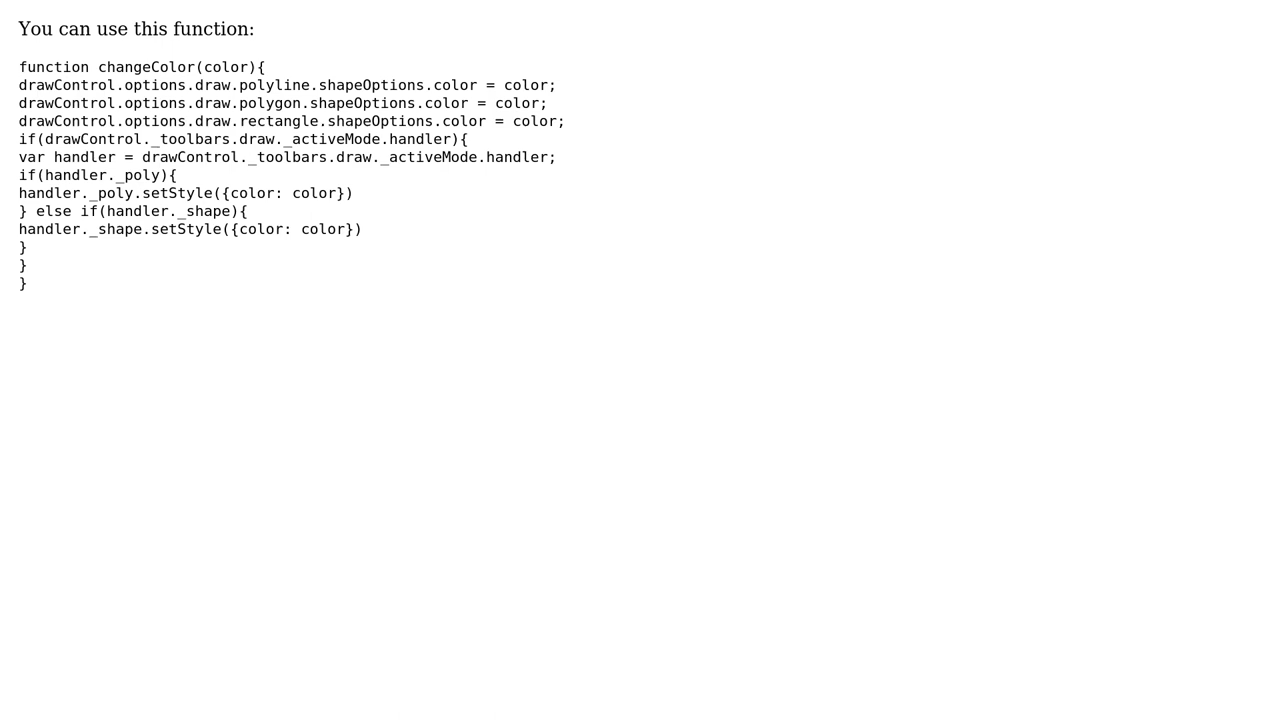 You can use this function:
function changeColor(color){
drawControl.options.draw.polyline.shapeOptions.color = color;
drawControl.options.draw.polygon.shapeOptions.color = color;
drawControl.options.draw.rectangle.shapeOptions.color = color;
if(drawControl._toolbars.draw._activeMode.handler){
var handler = drawControl._toolbars.draw._activeMode.handler;
if(handler._poly){
handler._poly.setStyle({color: color})
} else if(handler._shape){
handler._shape.setStyle({color: color})
}
}
}